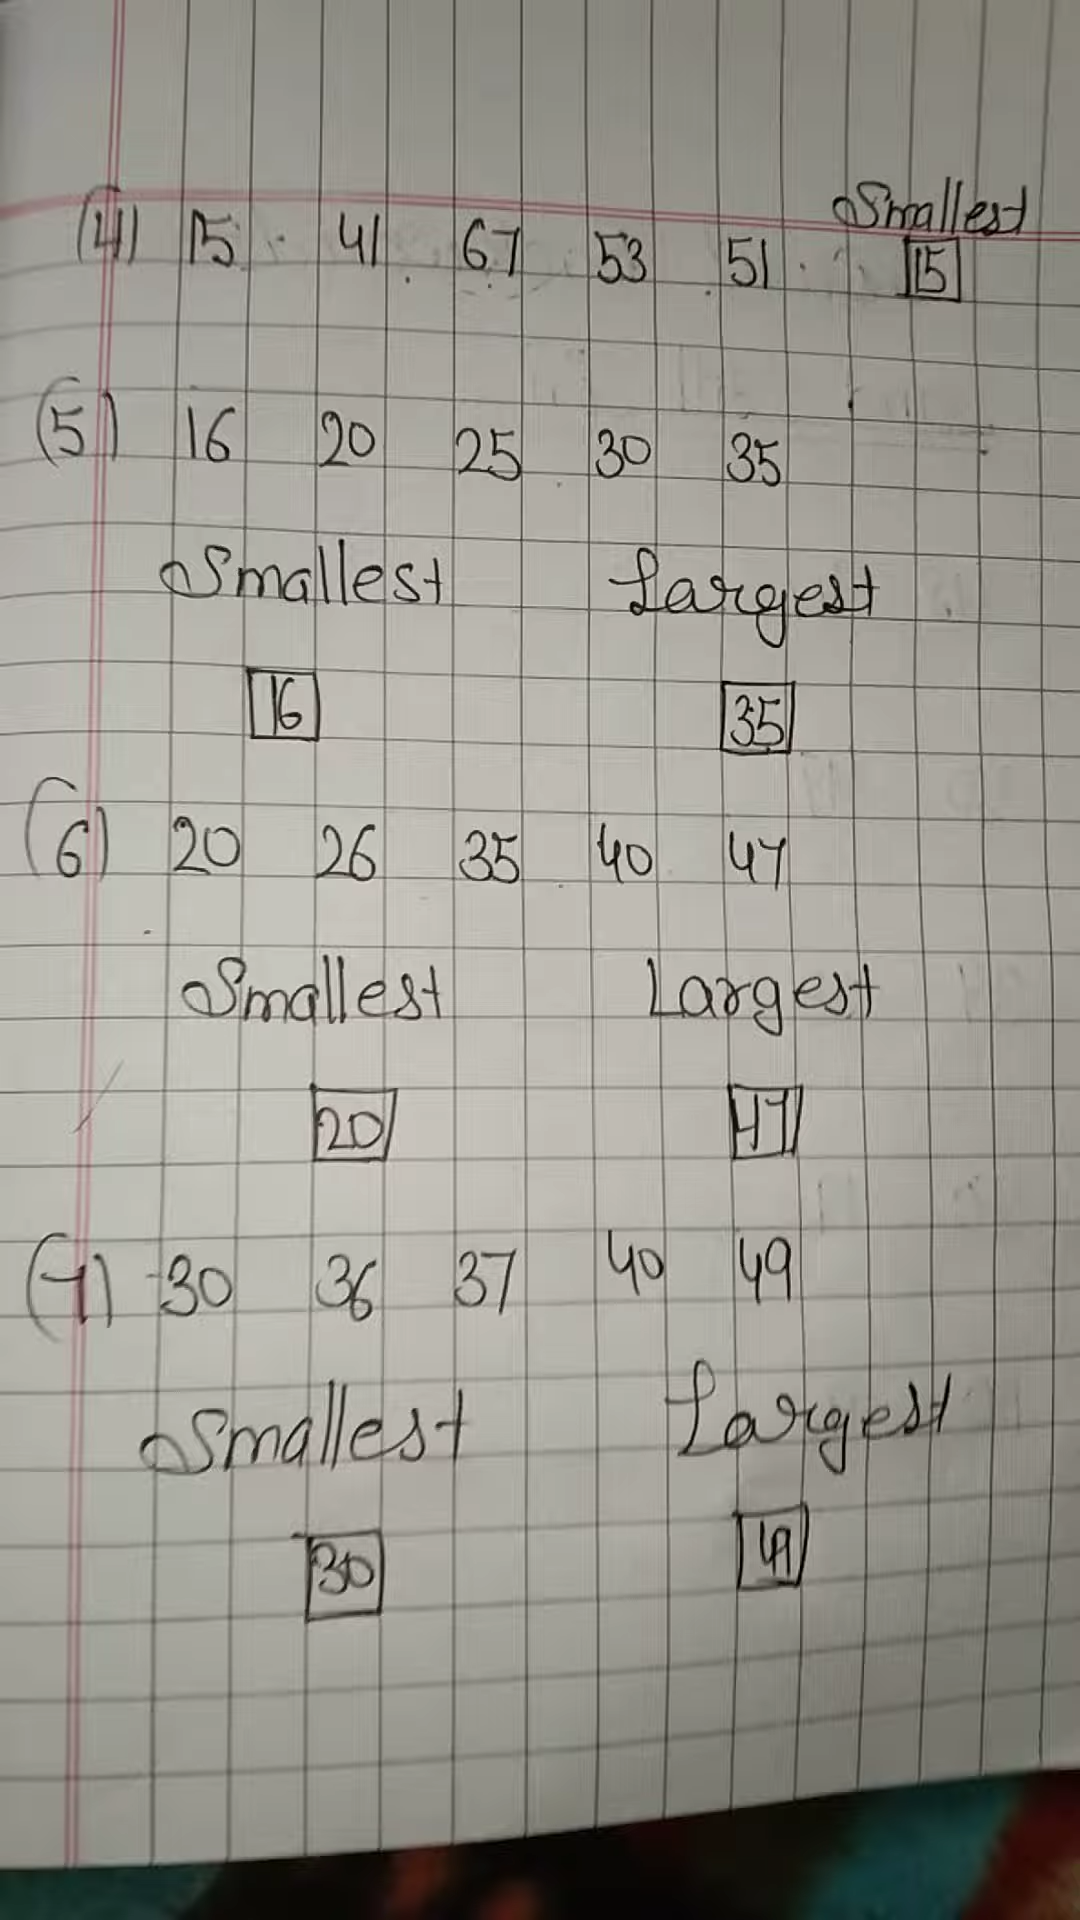 Smallest
(4) 15 41 67 53 51 15
(5) 16 20 25 30 35
Smallest Largest
16 35
(6) 20 26 35 40 47
Smallest Largest
20 47
(7) 30 36 37 40 49
Smallest Largest
30 49